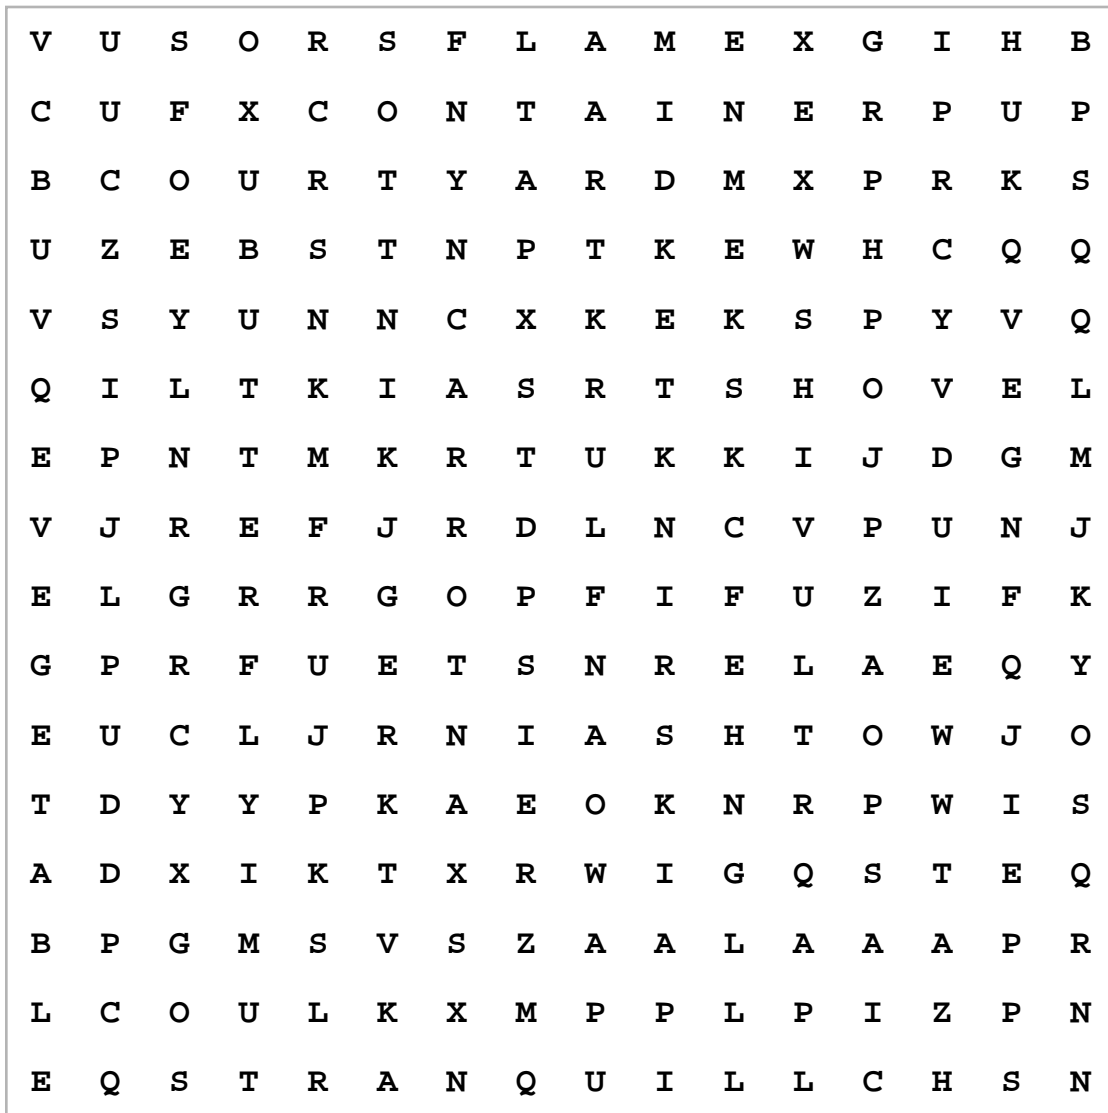 V U S O R S F L A M E X G I H B
C U F X C O N T A I N E R P U P
B C O U R T Y A R D M X P R K S
U Z E B S T N P T K E W H C Q Q
V S Y U N N C X K E K S P Y V Q
Q I L T K I A S R T S H O V E L
E P N T M K R T U K K I J D G M
V J R E F J R D L N C V P U N J
E L G R R G O P F I F U Z I F K
G P R F U E T S N R E L A E Q Y
E U C L J R N I A S H T O W J O
T D Y Y P K A E O K N R P W I S
A D X I K T X R W I G Q S T E Q
B P G M S V S Z A A L A A A P R
L C O U L K X M P P L P I Z P N
E Q S T R A N Q U I L L C H S N